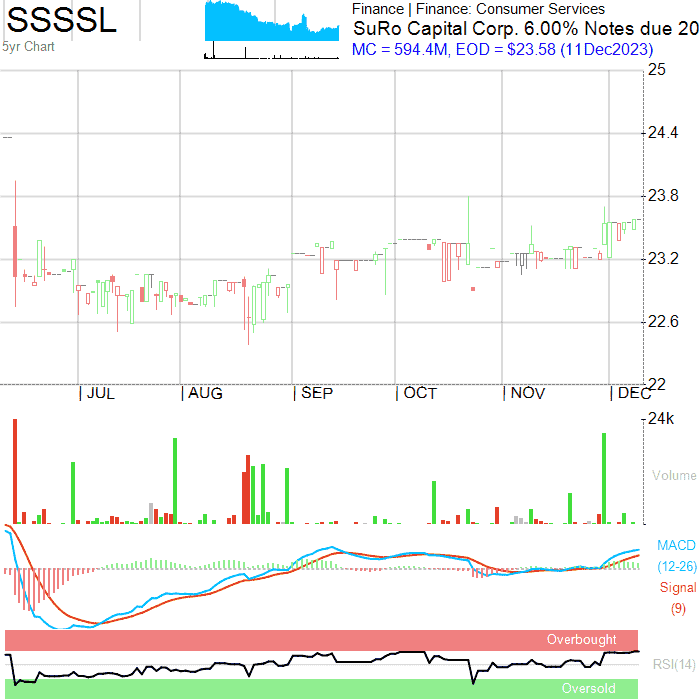 SSSSL
5yr Chart
Finance | Finance: Consumer Services
SuRo Capital Corp. 6.00% Notes due 20
MC = 594.4M, EOD = $23.58 (11Dec2023)
25
24.4
23.8
23.2
22.6
22
JUL
AUG
SEP
OCT
NOV
DEC
24k
Volume
MACD
(12-26)
Signal
(9)
Overbought
RSI(14)
Oversold